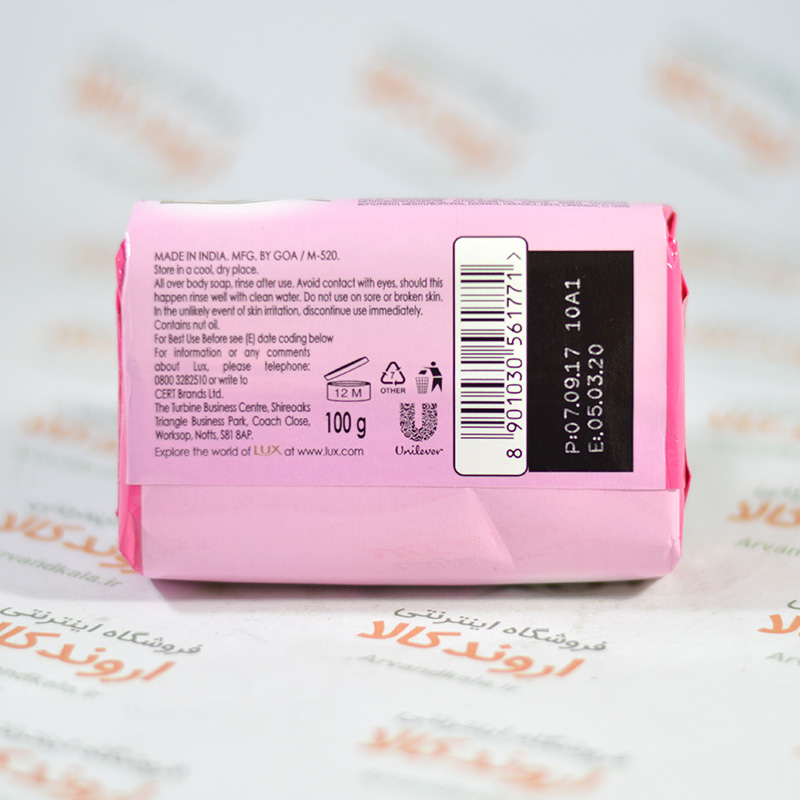 MADE IN INDIA. MFG. BY GOA / M-520.
Store in a cool, dry place.
All over body soap, rinse after use. Avoid contact with eyes, should this
happen rinse well with clean water. Do not use on sore or broken skin.
In the unlikely event of skin irritation, discontinue use immediately.
Contains nut oil.
For Best Use Before see [E] date coding below
For information or any comments
about Lux, please telephone:
0800 3282510 or write to
CERT Brands Ltd.
The Turbine Business Centre, Shireoaks
Triangle Business Park, Coach Close,
Worksop, Notts, S81 8AP.
Explore the world of LUX at www.lux.com
12 M
7
OTHER
100 g
Unilever
8 901030 561771 >
P:07.09.17 10A1
E:.05.03.20
فروشگاه اینترنتی
اروند کالا
Arvandkala.ir